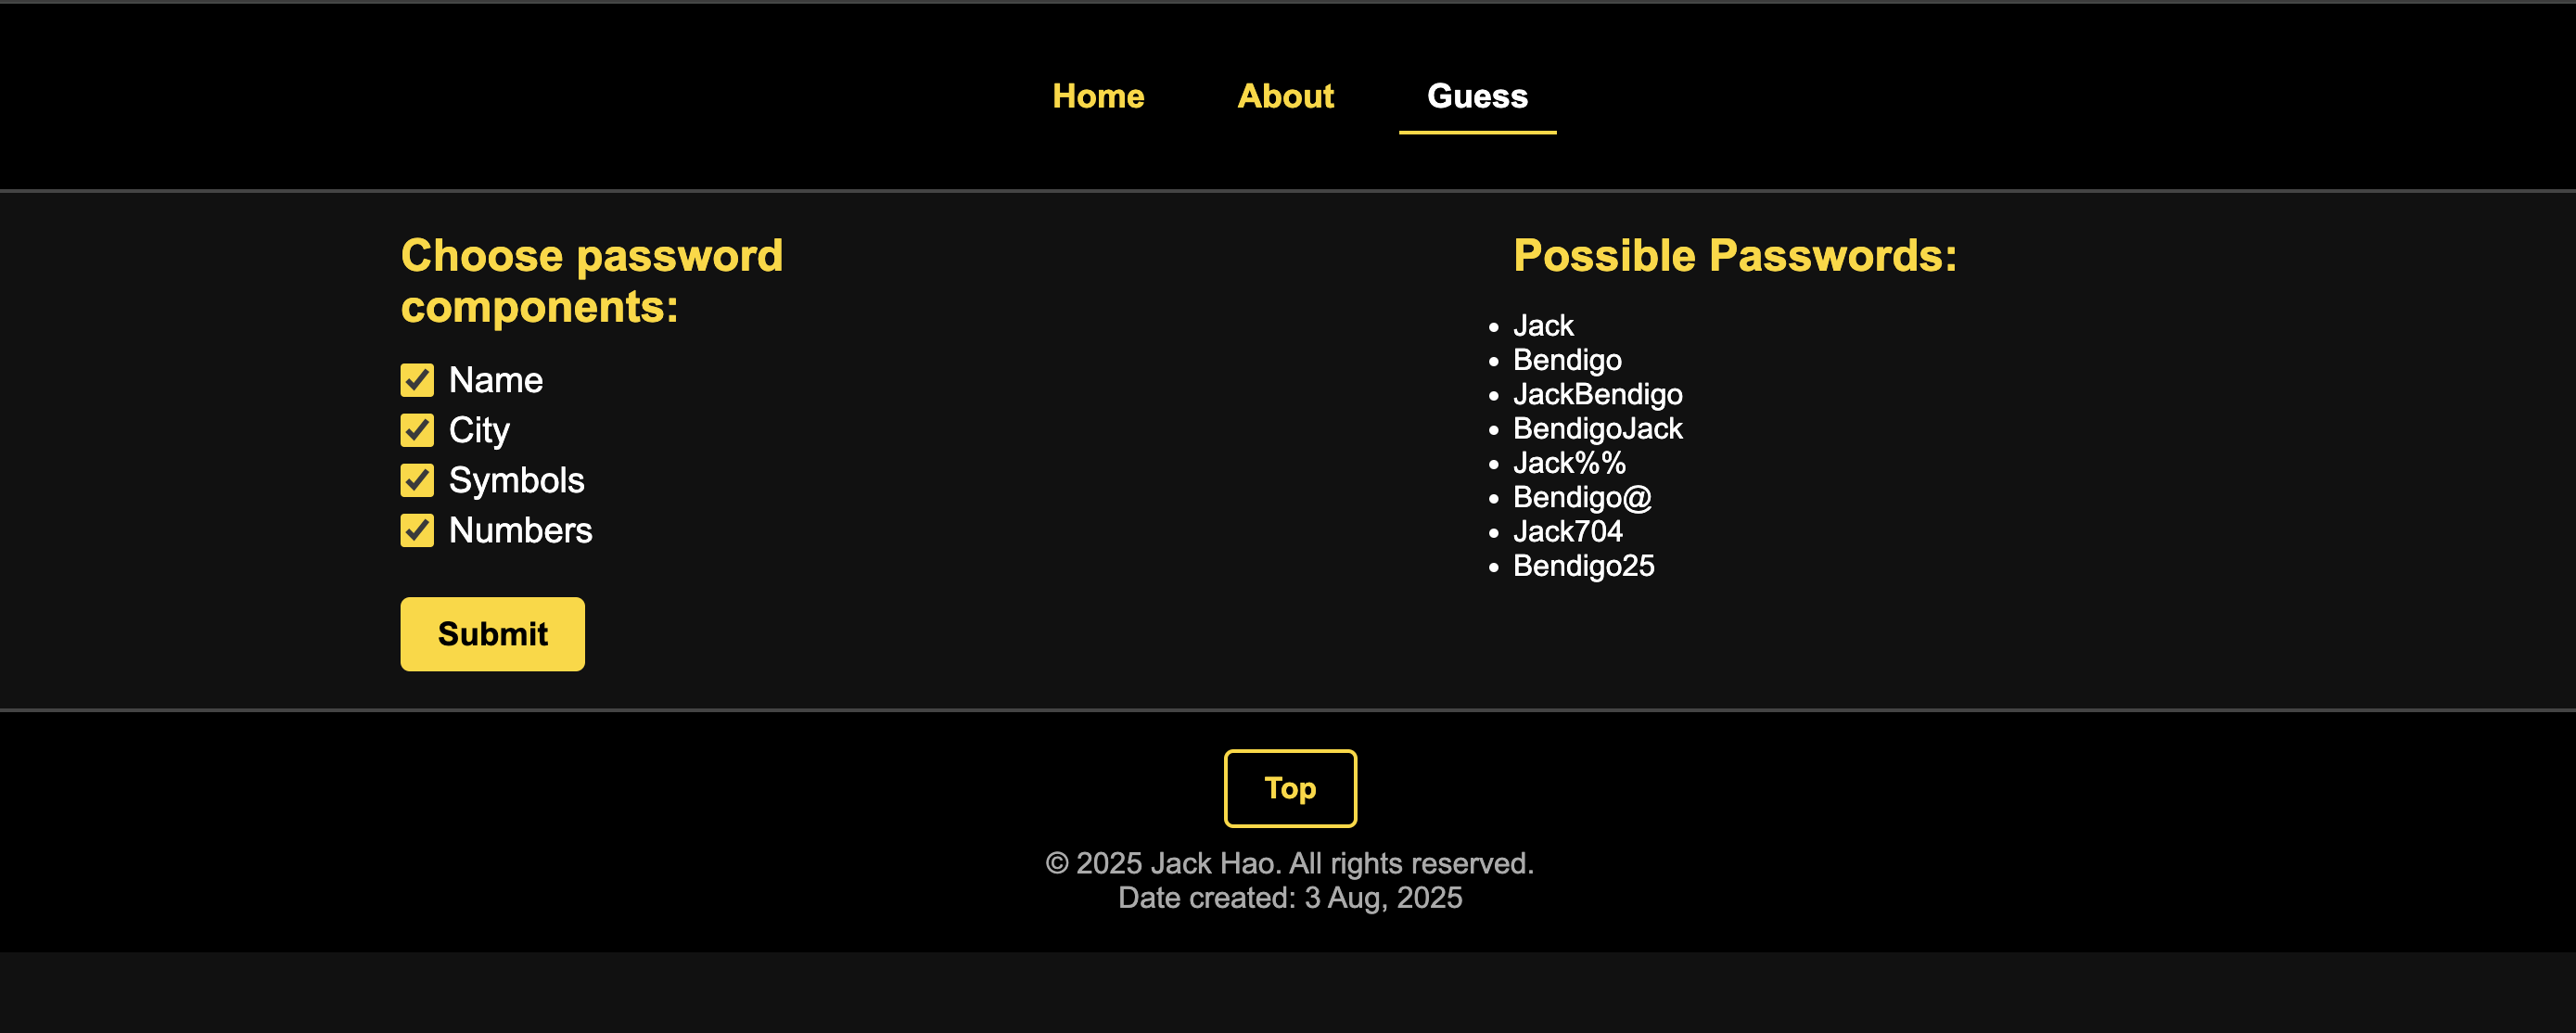 Home About Guess
Choose password
components:
Name
City
Symbols
Numbers
Submit
Possible Passwords:
Jack
Bendigo
JackBendigo
BendigoJack
Jack%%
Bendigo@
Jack704
Bendigo25
Top
© 2025 Jack Hao. All rights reserved.
Date created: 3 Aug, 2025